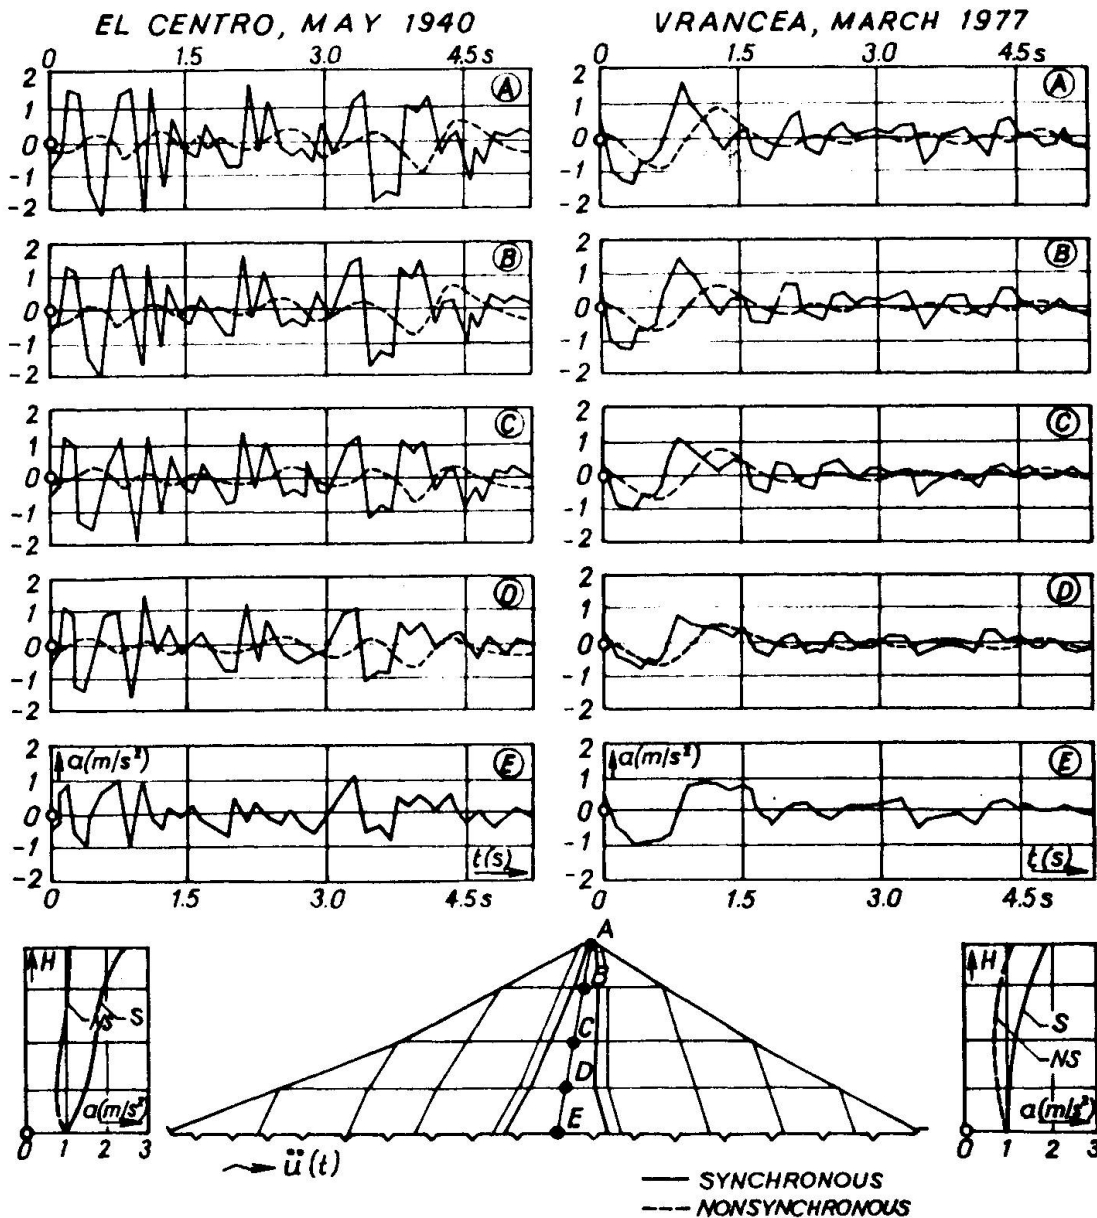 EL CENTRO, MAY 1940
VRANCEA, MARCH 1977
0 1.5 3.0 4.5 s
0 1.5 3.0 4.5 s
2 1 0 -1 -2
A
2 1 0 -1 -2
A
2 1 0 -1 -2
B
2 1 0 -1 -2
B
2 1 0 -1 -2
C
2 1 0 -1 -2
C
2 1 0 -1 -2
D
2 1 0 -1 -2
D
2 1 0 -1 -2
a(m/s²)
E
t(s)
2 1 0 -1 -2
a(m/s²)
E
t(s)
0 1.5 3.0 4.5 s
0 1.5 3.0 4.5 s
H
NS S
a(m/s²)
0 1 2 3
A
B
C
D
E
H
S
NS
a(m/s²)
0 1 2 3
ü(t)
SYNCHRONOUS
NONSYNCHRONOUS